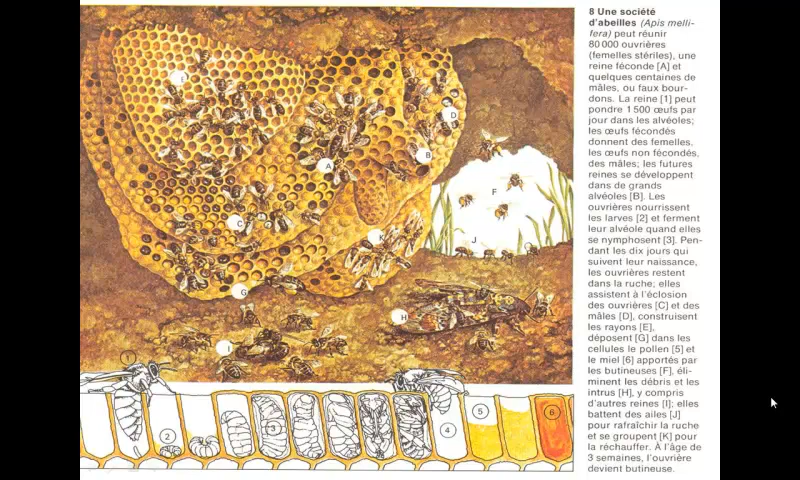 8 Une société
d'abeilles (Apis melli-
fera) peut réunir
80 000 ouvrières
(femelles stériles), une
reine féconde [A] et
quelques centaines de
mâles, ou faux bour-
dons. La reine [1] peut
pondre 1 500 œufs par
jour dans les alvéoles;
les œufs fécondés
donnent des femelles,
les œufs non fécondés,
des mâles; les futures
reines se développent
dans de grands
alvéoles [B]. Les
ouvrières nourrissent
les larves [2] et ferment
leur alvéole quand elles
se nymphosent [3]. Pen-
dant les dix jours qui
suivent leur naissance,
les ouvrières restent
dans la ruche; elles
assistent à l'éclosion
des ouvrières [C] et des
mâles [D], construisent
les rayons [E],
déposent [G] dans les
cellules le pollen [5] et
le miel [6] apportés par
les butineuses [F], éli-
minent les débris et les
intrus [H], y compris
d'autres reines [I]; elles
battent des ailes [J]
pour rafraîchir la ruche
et se groupent [K] pour
la réchauffer. À l'âge de
3 semaines, l'ouvrière
devient butineuse.
E
D
B
A
F
C
J
G
H
I
1
2
3
4
5
6